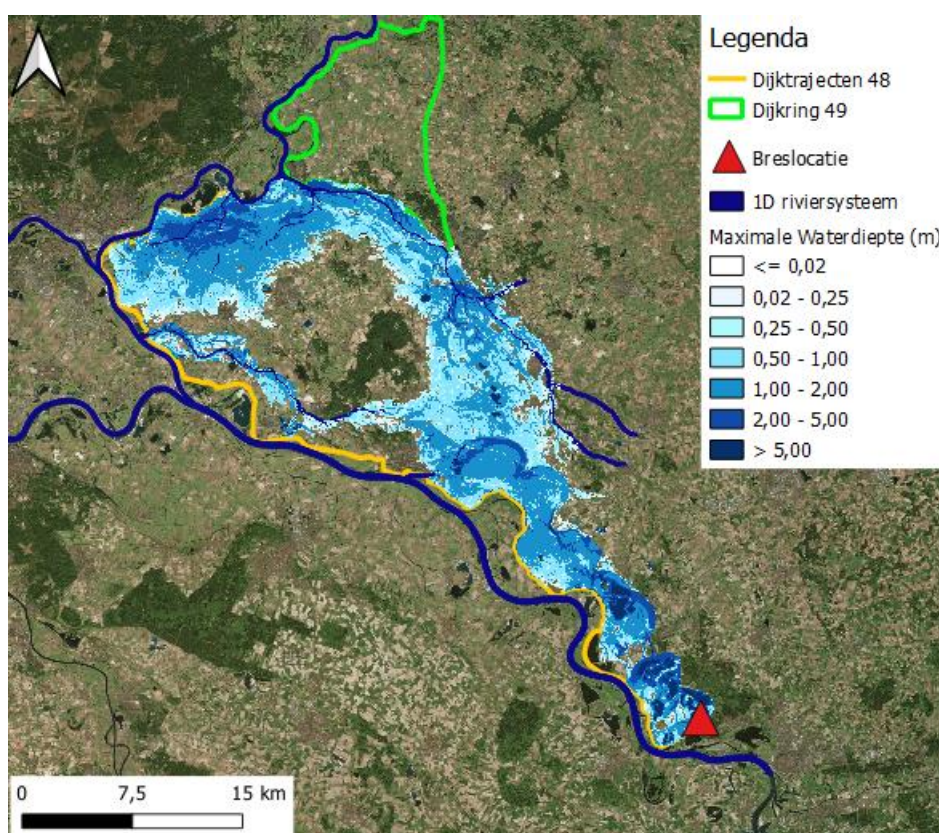 Legenda
Dijktrajecten 48
Dijkring 49
Breslocatie
1D riviersysteem
Maximale Waterdiepte (m)
<= 0,02
0,02 - 0,25
0,25 - 0,50
0,50 - 1,00
1,00 - 2,00
2,00 - 5,00
> 5,00
0 7,5 15 km